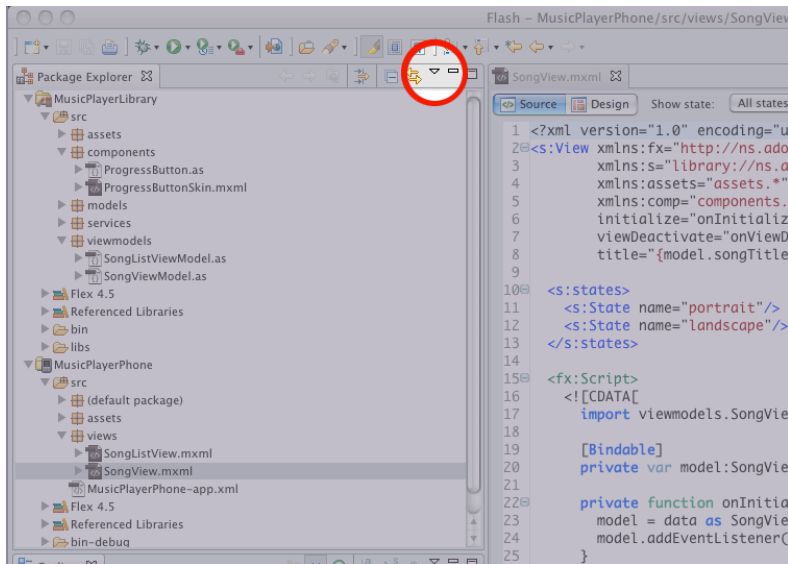 Flash – MusicPlayerPhone/src/views/SongView
Package Explorer
MusicPlayerLibrary
src
assets
components
ProgressButton.as
ProgressButtonSkin.mxml
models
services
viewmodels
SongListViewModel.as
SongViewModel.as
Flex 4.5
Referenced Libraries
bin
libs
MusicPlayerPhone
src
(default package)
assets
views
SongListView.mxml
SongView.mxml
MusicPlayerPhone-app.xml
Flex 4.5
Referenced Libraries
bin-debug
SongView.mxml
Source Design Show state: All states
1 <?xml version="1.0" encoding="u
2 <s:View xmlns:fx="http://ns.ado
3 xmlns:s="library://ns.a
4 xmlns:assets="assets.*"
5 xmlns:comp="components.
6 initialize="onInitializ
7 viewDeactivate="onViewD
8 title="{model.songTitle
9
10 <s:states>
11 <s:State name="portrait"/>
12 <s:State name="landscape"/>
13 </s:states>
14
15 <fx:Script>
16 <![CDATA[
17 import viewmodels.SongVie
18
19 [Bindable]
20 private var model:SongVie
21
22 private function onInitia
23 model = data as SongVie
24 model.addEventListener(
25 }